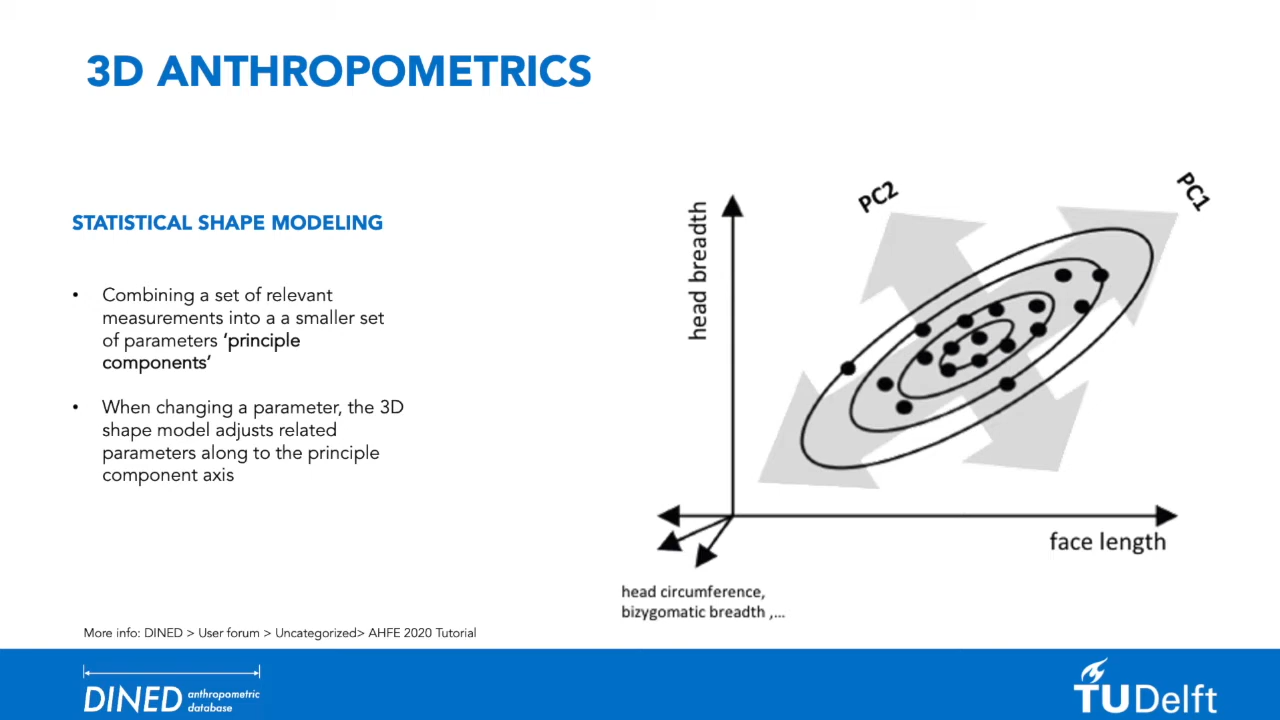 3D ANTHROPOMETRICS
STATISTICAL SHAPE MODELING
• Combining a set of relevant
measurements into a a smaller set
of parameters ‘principle
components’
• When changing a parameter, the 3D
shape model adjusts related
parameters along to the principle
component axis
PC2
PC1
head breadth
face length
head circumference,
bizygomatic breadth ,...
More info: DINED > User forum > Uncategorized> AHFE 2020 Tutorial
DINED anthropometric
database
TUDelft